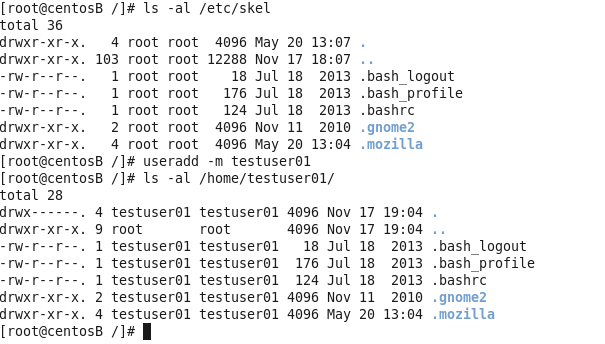 [root@centosB /]# ls -al /etc/skel
total 36
drwxr-xr-x.   4 root root  4096 May 20 13:07 .
drwxr-xr-x. 103 root root 12288 Nov 17 18:07 ..
-rw-r--r--.   1 root root    18 Jul 18  2013 .bash_logout
-rw-r--r--.   1 root root   176 Jul 18  2013 .bash_profile
-rw-r--r--.   1 root root   124 Jul 18  2013 .bashrc
drwxr-xr-x.   2 root root  4096 Nov 11  2010 .gnome2
drwxr-xr-x.   4 root root  4096 May 20 13:04 .mozilla
[root@centosB /]# useradd -m testuser01
[root@centosB /]# ls -al /home/testuser01/
total 28
drwx------. 4 testuser01 testuser01 4096 Nov 17 19:04 .
drwxr-xr-x. 9 root       root       4096 Nov 17 19:04 ..
-rw-r--r--. 1 testuser01 testuser01   18 Jul 18  2013 .bash_logout
-rw-r--r--. 1 testuser01 testuser01  176 Jul 18  2013 .bash_profile
-rw-r--r--. 1 testuser01 testuser01  124 Jul 18  2013 .bashrc
drwxr-xr-x. 2 testuser01 testuser01 4096 Nov 11  2010 .gnome2
drwxr-xr-x. 4 testuser01 testuser01 4096 May 20 13:04 .mozilla
[root@centosB /]#